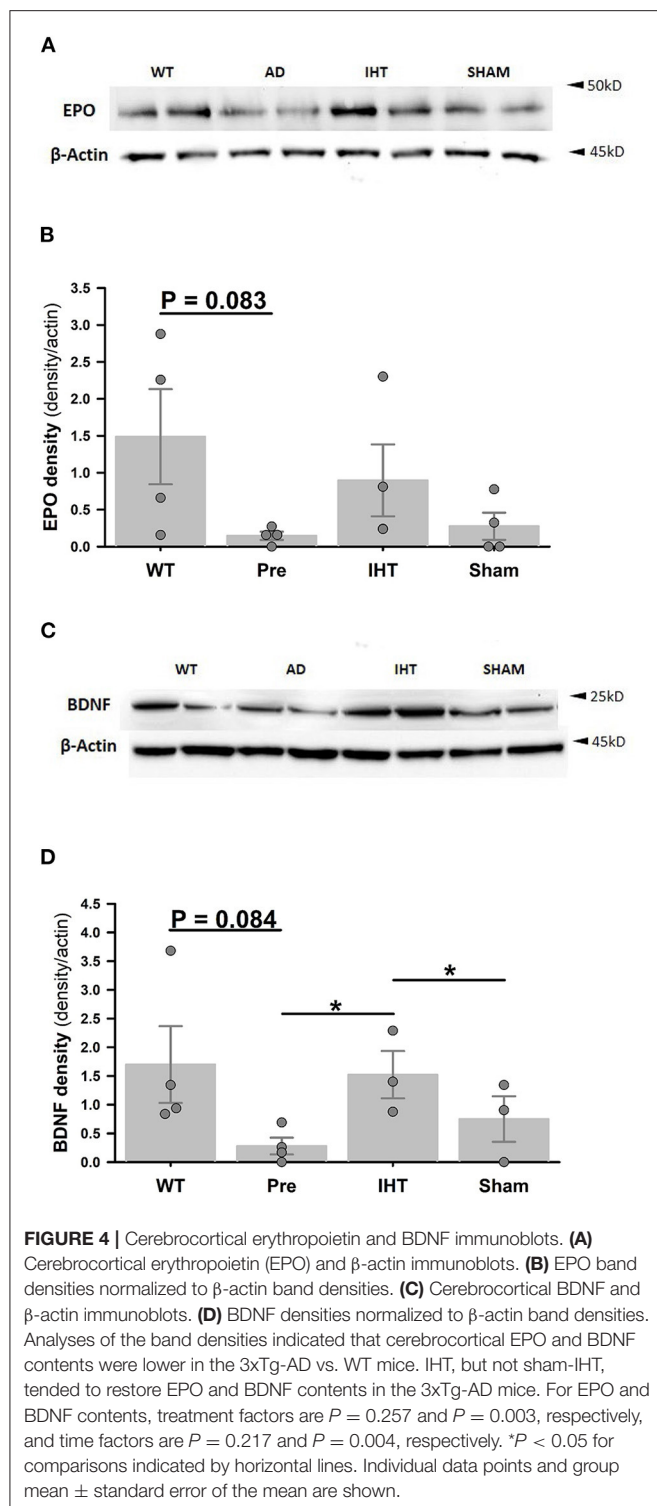 A
WT AD IHT SHAM
50kD
EPO
β-Actin
45kD
B
3.5
3.0
2.5
2.0
1.5
1.0
0.5
0.0
EPO density (density/actin)
P = 0.083
WT Pre IHT Sham
C
WT AD IHT SHAM
25kD
BDNF
β-Actin
45kD
D
4.5
4.0
3.5
3.0
2.5
2.0
1.5
1.0
0.5
0.0
BDNF density (density/actin)
P = 0.084
*
*
WT Pre IHT Sham
FIGURE 4 | Cerebrocortical erythropoietin and BDNF immunoblots. (A)
Cerebrocortical erythropoietin (EPO) and β-actin immunoblots. (B) EPO band
densities normalized to β-actin band densities. (C) Cerebrocortical BDNF and
β-actin immunoblots. (D) BDNF densities normalized to β-actin band densities.
Analyses of the band densities indicated that cerebrocortical EPO and BDNF
contents were lower in the 3xTg-AD vs. WT mice. IHT, but not sham-IHT,
tended to restore EPO and BDNF contents in the 3xTg-AD mice. For EPO and
BDNF contents, treatment factors are P = 0.257 and P = 0.003, respectively,
and time factors are P = 0.217 and P = 0.004, respectively. *P < 0.05 for
comparisons indicated by horizontal lines. Individual data points and group
mean ± standard error of the mean are shown.